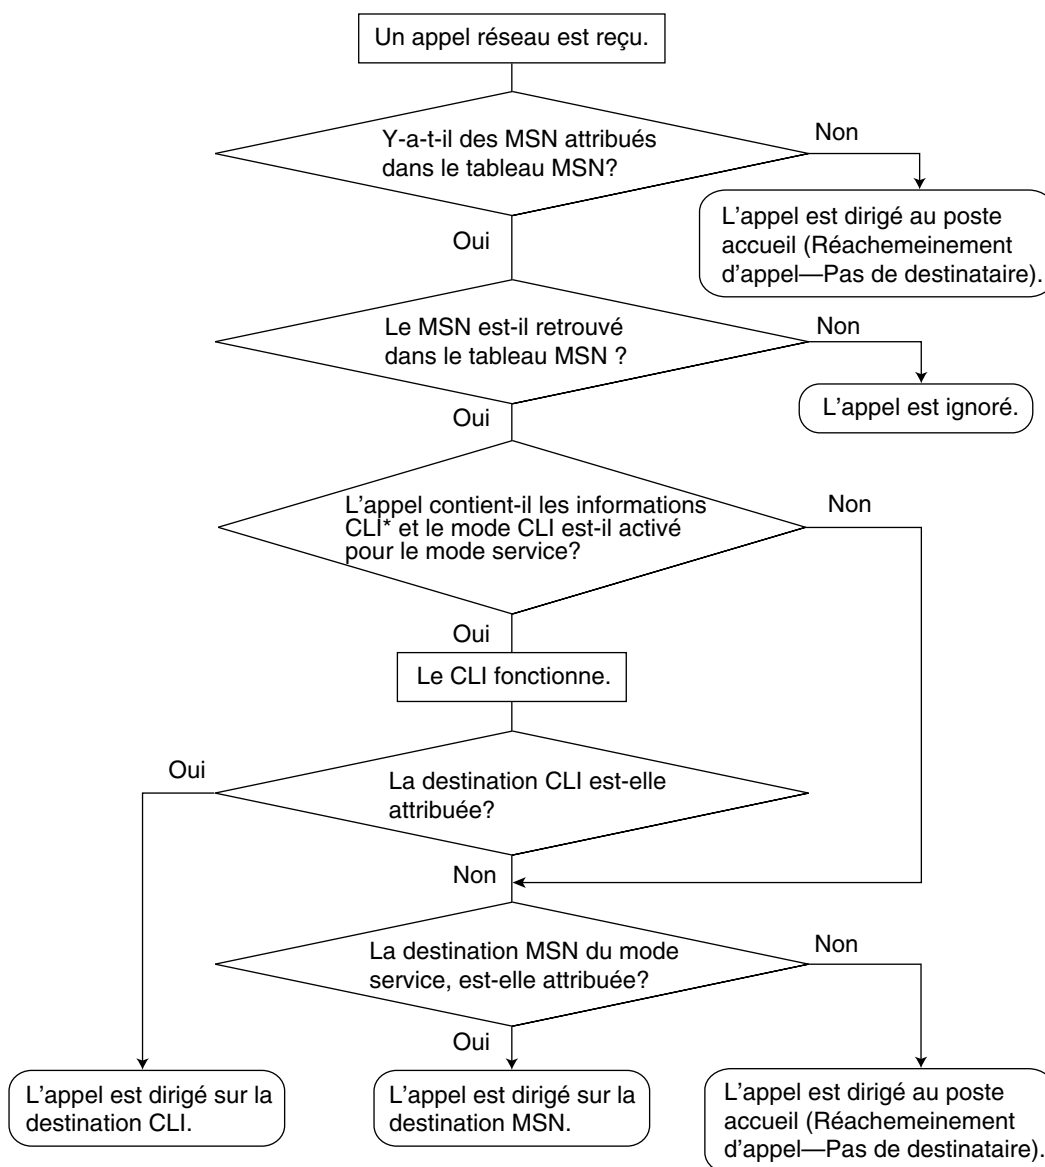 Un appel réseau est reçu.
Y-a-t-il des MSN attribués
dans le tableau MSN?
Non
L'appel est dirigé au poste
accueil (Réachemeinement
d'appel—Pas de destinataire).
Oui
Le MSN est-il retrouvé
dans le tableau MSN ?
Non
L'appel est ignoré.
Oui
L'appel contient-il les informations
CLI* et le mode CLI est-il activé
pour le mode service?
Non
Oui
Le CLI fonctionne.
La destination CLI est-elle
attribuée?
Oui
Non
La destination MSN du mode
service, est-elle attribuée?
Non
Oui
L'appel est dirigé sur la
destination CLI.
L'appel est dirigé sur la
destination MSN.
L'appel est dirigé au poste
accueil (Réachemeinement
d'appel—Pas de destinataire).